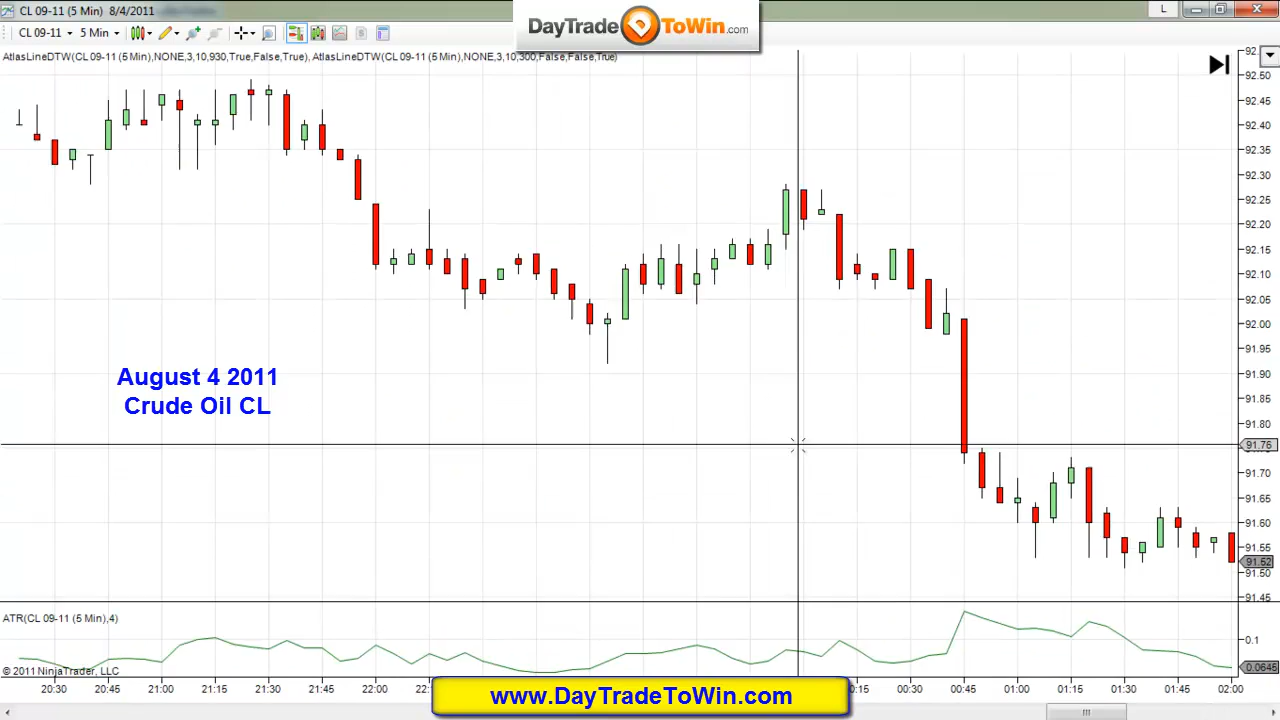 CL 09-11 (5 Min)  8/4/2011
L
CL 09-11
5 Min
DayTradeToWin.com
AtlasLineDTW(CL 09-11 (5 Min),NONE,3,10,930,True,False,True), AtlasLineDTW(CL 09-11 (5 Min),NONE,3,10,300,False,False,True)
92.50
92.45
92.40
92.35
92.30
92.25
92.20
92.15
92.10
92.05
92.00
91.95
91.90
91.85
91.80
91.76
91.70
91.65
91.60
91.55
91.52
91.50
91.45
August 4 2011
Crude Oil CL
ATR(CL 09-11 (5 Min),4)
0.1
0.0645
© 2011 NinjaTrader, LLC
20:30 20:45 21:00 21:15 21:30 21:45 22:00 00:30 00:45 01:00 01:15 01:30 01:45 02:00
www.DayTradeToWin.com